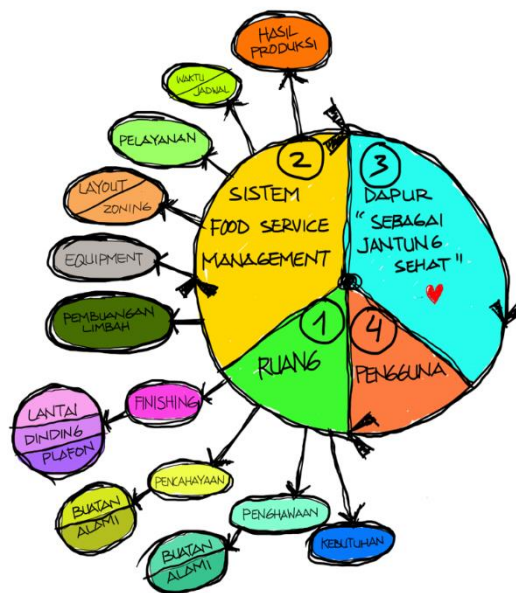 HASIL
PRODUKSI
WAKTU
JADWAL
PELAYANAN
LAYOUT
ZONING
EQUIPMENT
PEMBUANGAN
LIMBAH
2
SISTEM
FOOD SERVICE
MANAGEMENT
3
DAPUR
"SEBAGAI
JANTUNG
SEHAT"
1
RUANG
4
PENGGUNA
FINISHING
LANTAI
DINDING
PLAFON
PENCAHAYAAN
BUATAN
ALAMI
PENGHAWAAN
BUATAN
ALAMI
KEBUTUHAN